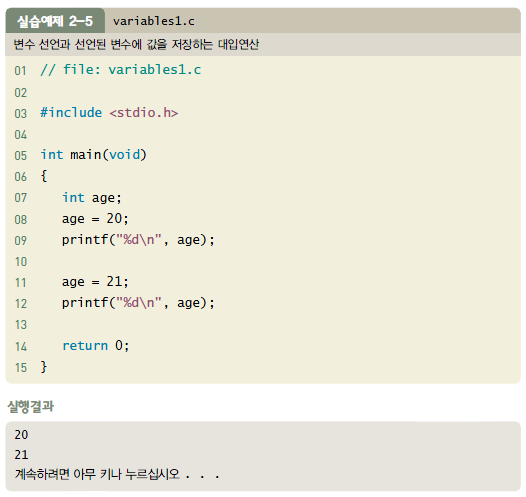 실습예제 2-5 variables1.c
변수 선언과 선언된 변수에 값을 저장하는 대입연산
01 // file: variables1.c
02
03 #include <stdio.h>
04
05 int main(void)
06 {
07 int age;
08 age = 20;
09 printf("%d\n", age);
10
11 age = 21;
12 printf("%d\n", age);
13
14 return 0;
15 }
실행결과
20
21
계속하려면 아무 키나 누르십시오 . . .